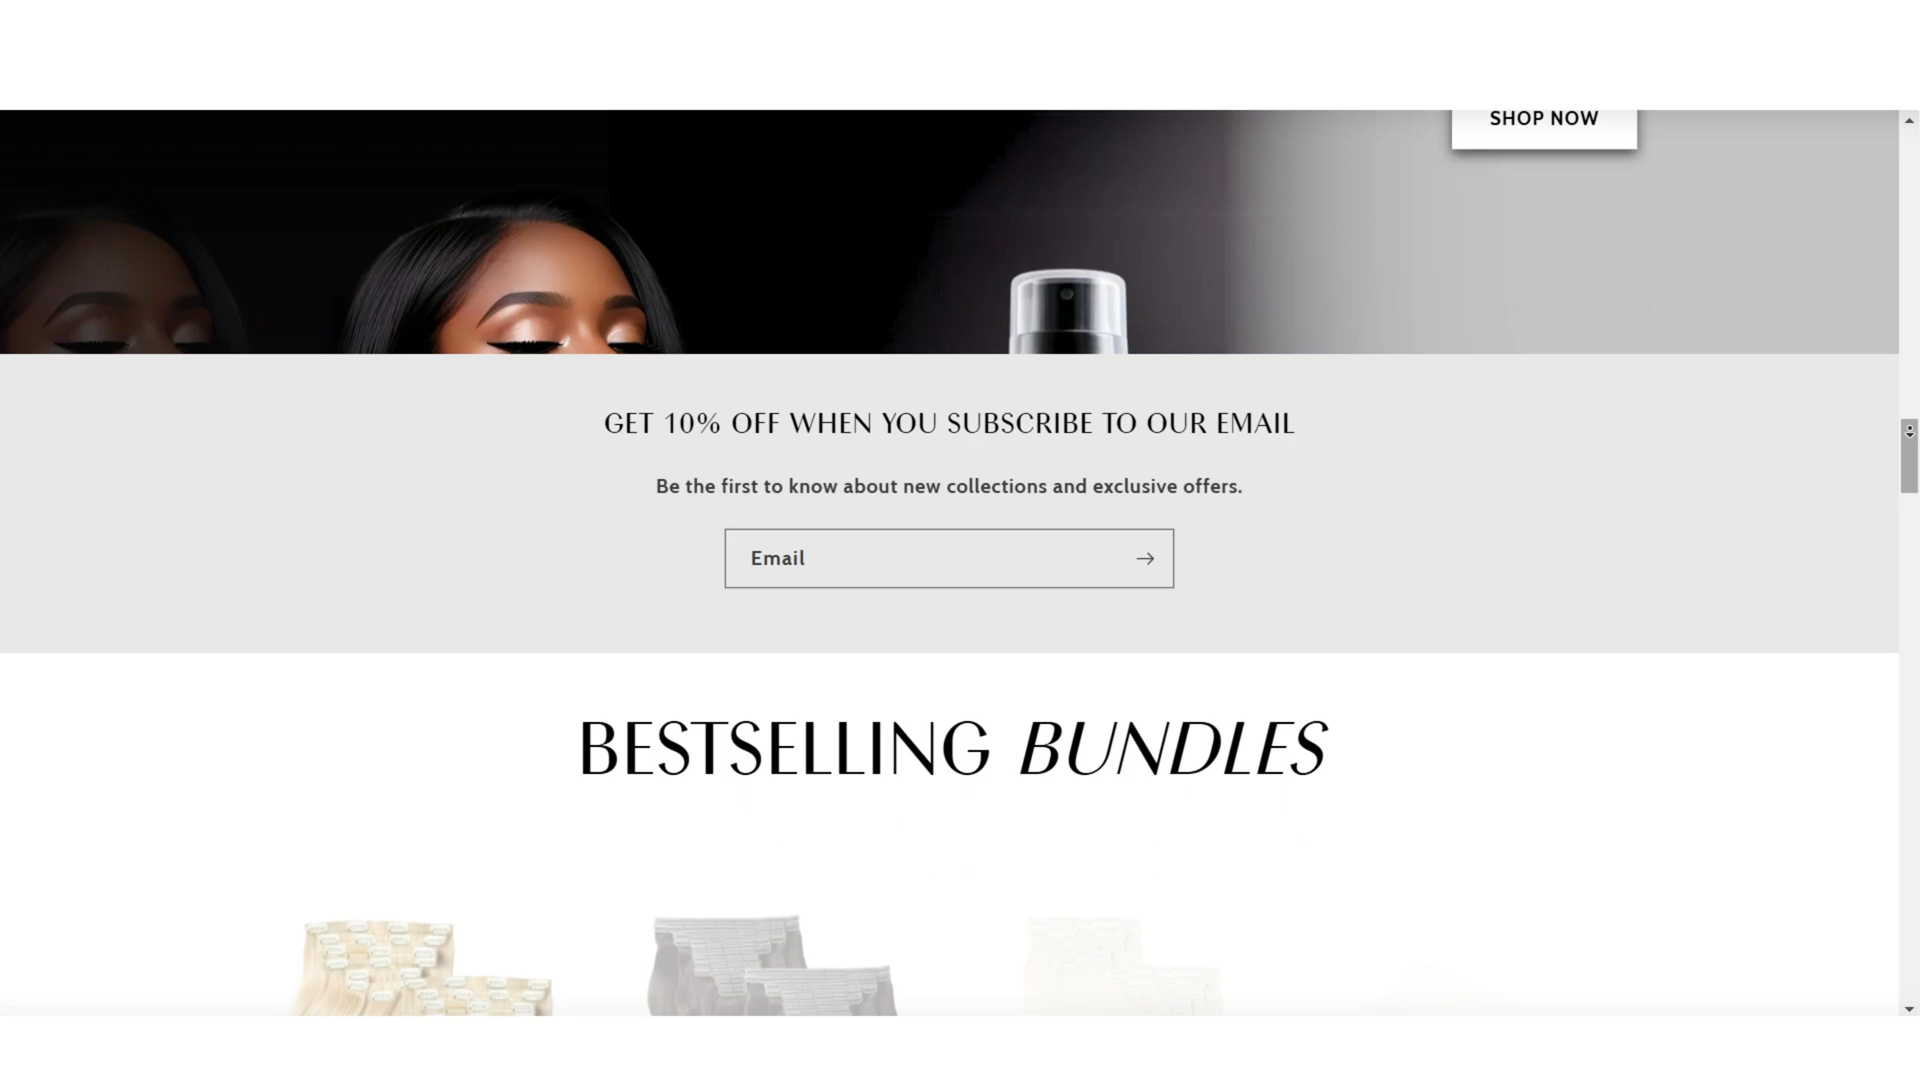 SHOP NOW
GET 10% OFF WHEN YOU SUBSCRIBE TO OUR EMAIL
Be the first to know about new collections and exclusive offers.
Email
BESTSELLING BUNDLES